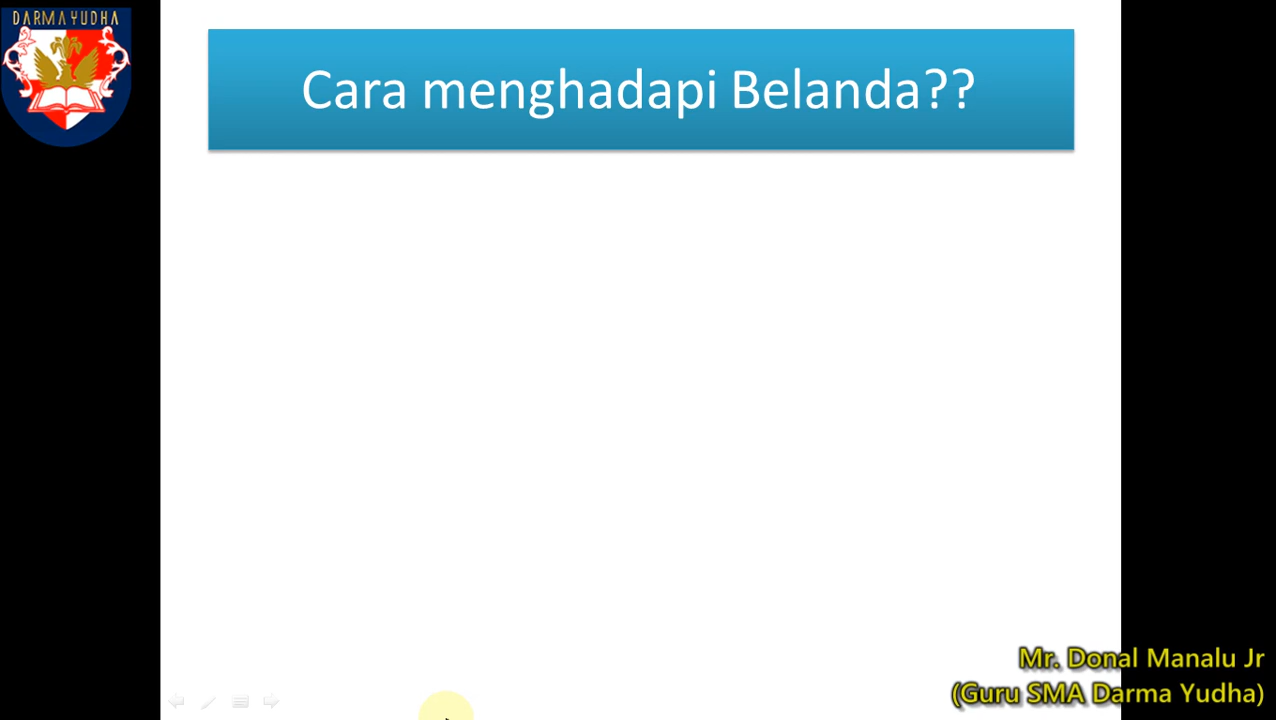 DARMA YUDHA
Cara menghadapi Belanda??
Mr. Donal Manalu Jr
(Guru SMA Darma Yudha)